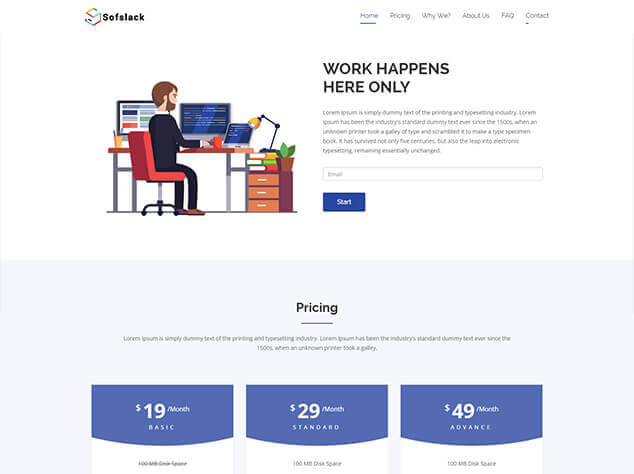 Sofslack
Home Pricing Why We? About Us FAQ Contact
WORK HAPPENS
HERE ONLY
Lorem Ipsum is simply dummy text of the printing and typesetting industry. Lorem
Ipsum has been the industry's standard dummy text ever since the 1500s, when an
unknown printer took a galley of type and scrambled it to make a type specimen
book. It has survived not only five centuries, but also the leap into electronic
typesetting, remaining essentially unchanged.
Email
Start
Pricing
Lorem Ipsum is simply dummy text of the printing and typesetting industry. Lorem Ipsum has been the industry's standard dummy text ever since the
1500s, when an unknown printer took a galley.
$19/Month
BASIC
100 MB Disk Space
$29/Month
STANDARD
100 MB Disk Space
$49/Month
ADVANCE
100 MB Disk Space